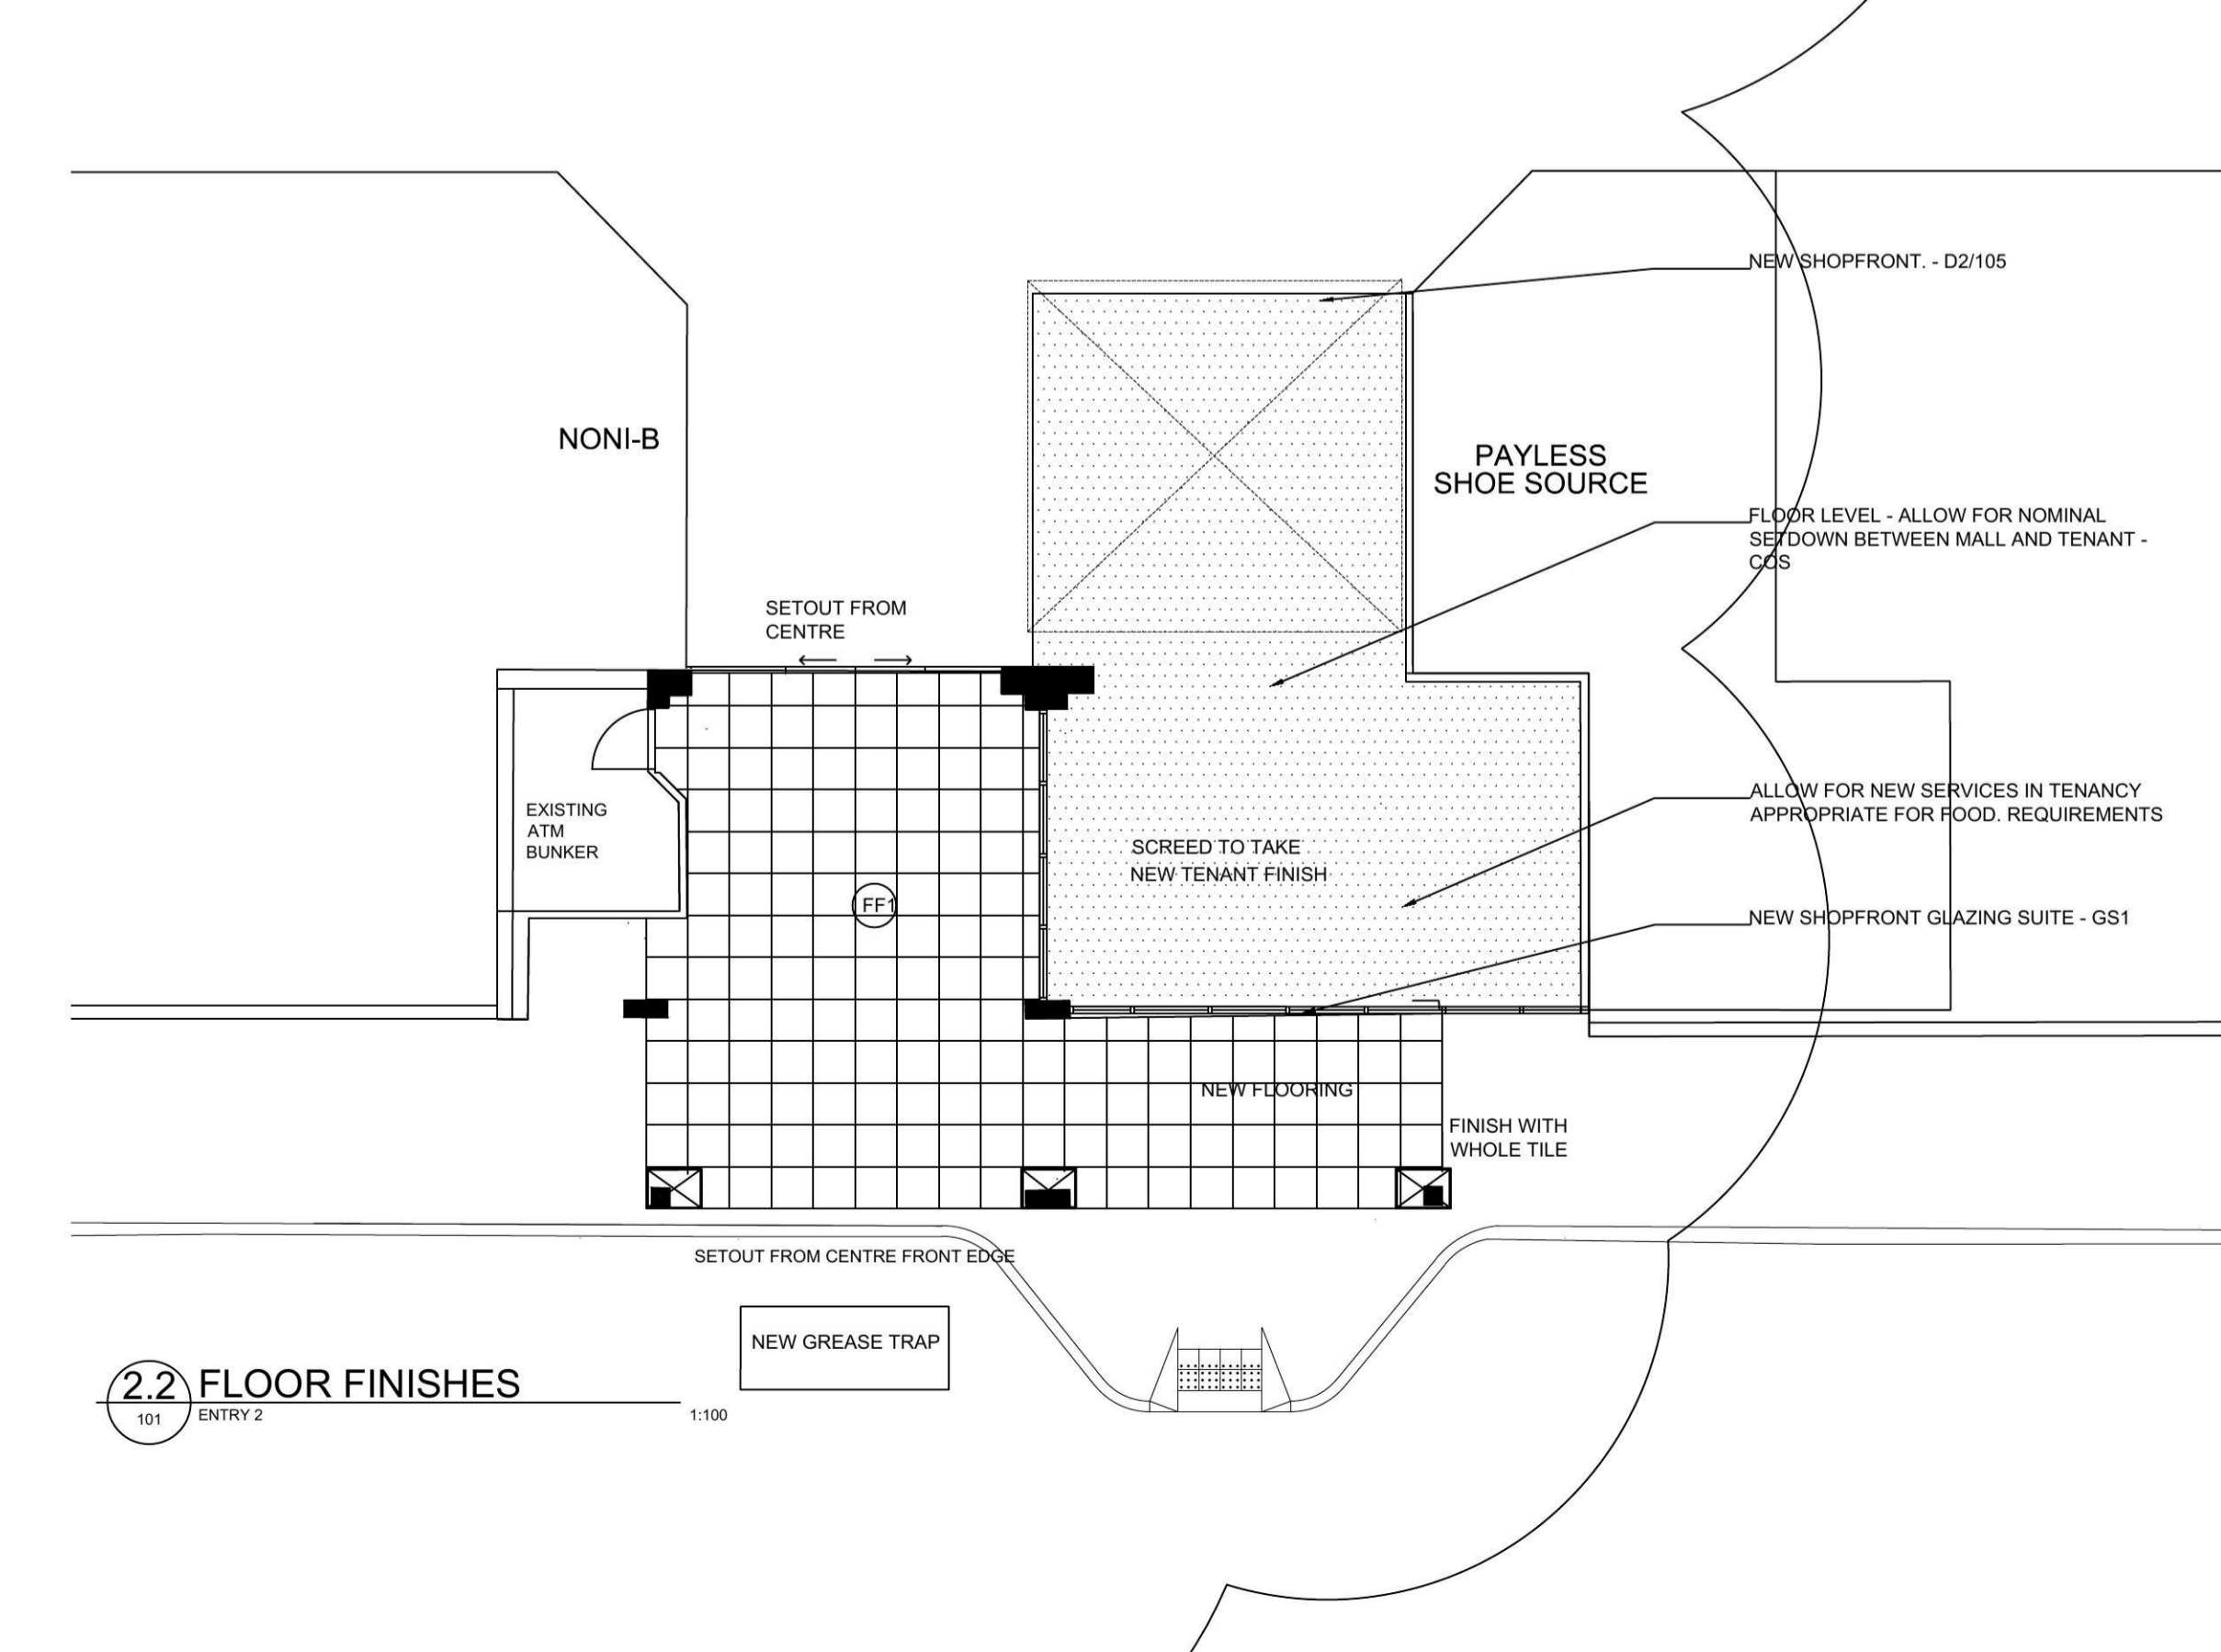 NEW SHOPFRONT. - D2/105
NONI-B
PAYLESS
SHOE SOURCE
FLOOR LEVEL - ALLOW FOR NOMINAL
SETDOWN BETWEEN MALL AND TENANT -
COS
SETOUT FROM
CENTRE
EXISTING
ATM
BUNKER
ALLOW FOR NEW SERVICES IN TENANCY
APPROPRIATE FOR FOOD. REQUIREMENTS
SCREED TO TAKE
NEW TENANT FINISH
FF1
NEW SHOPFRONT GLAZING SUITE - GS1
NEW FLOORING
FINISH WITH
WHOLE TILE
SETOUT FROM CENTRE FRONT EDGE
NEW GREASE TRAP
2.2 FLOOR FINISHES
101 ENTRY 2 1:100